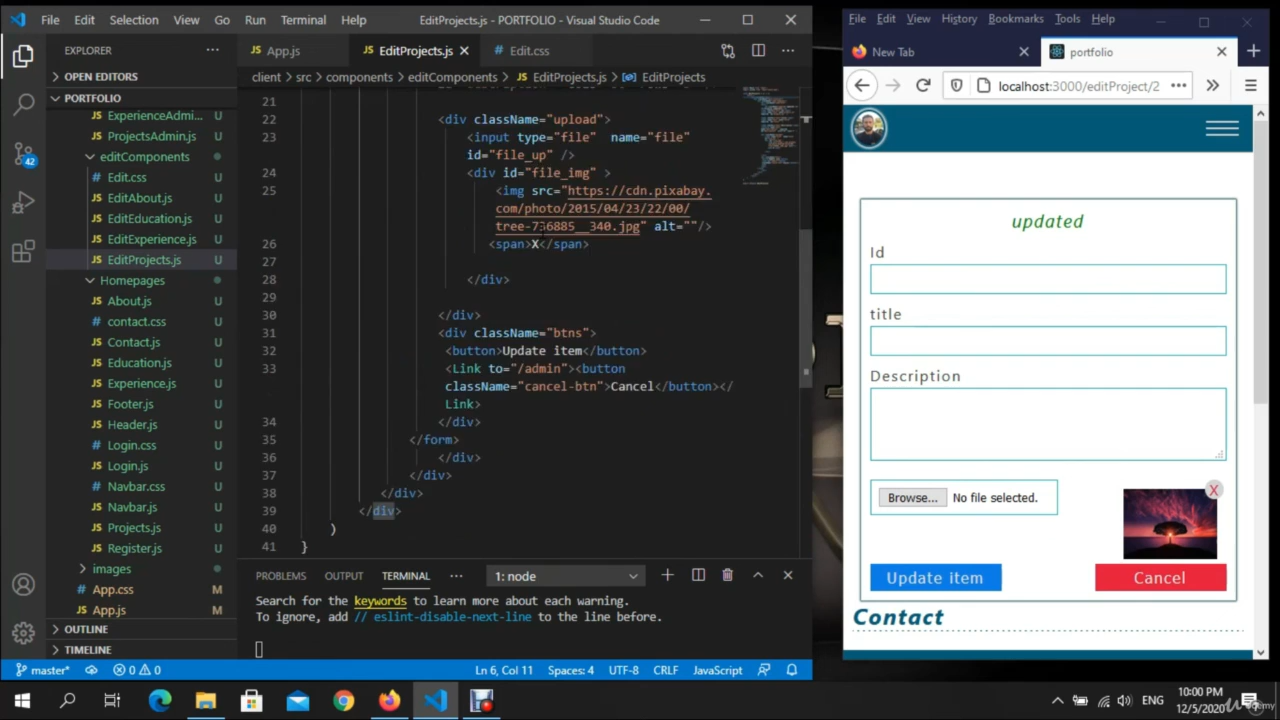 File Edit Selection View Go Run Terminal Help EditProjects.js - PORTFOLIO - Visual Studio Code
EXPLORER
OPEN EDITORS
PORTFOLIO
ExperienceAdmi... U
JS ProjectsAdmin.js U
editComponents
# Edit.css U
JS EditAbout.js U
JS EditEducation.js U
JS EditExperience.js U
JS EditProjects.js U
Homepages
JS About.js U
# contact.css U
JS Contact.js U
JS Education.js U
JS Experience.js U
JS Footer.js U
JS Header.js U
# Login.css U
JS Login.js U
# Navbar.css U
JS Navbar.js U
JS Projects.js U
JS Register.js U
images
# App.css M
JS App.js M
OUTLINE
TIMELINE
42
JS App.js JS EditProjects.js # Edit.css
client > src > components > editComponents > JS EditProjects.js > EditProjects
21
22 <div className="upload">
23 <input type="file" name="file"
id="file_up" />
24 <div id="file_img" >
25 <img src="https://cdn.pixabay.
com/photo/2015/04/23/22/00/
tree-736885__340.jpg" alt=""/>
26 <span>X</span>
27
28 </div>
29
30 </div>
31 <div className="btns">
32 <button>Update item</button>
33 <Link to="/admin"><button
className="cancel-btn">Cancel</button></
Link>
34 </div>
35 </form>
36 </div>
37 </div>
38 </div>
39 </div>
40 )
41 }
PROBLEMS OUTPUT TERMINAL ... 1: node
Search for the keywords to learn more about each warning.
To ignore, add // eslint-disable-next-line to the line before.
master* 0 0 Ln 6, Col 11 Spaces: 4 UTF-8 CRLF JavaScript
File Edit View History Bookmarks Tools Help
New Tab portfolio
localhost:3000/editProject/2
updated
Id
title
Description
Browse... No file selected.
X
Update item Cancel
Contact
ENG 10:00 PM
12/5/2020
udemy